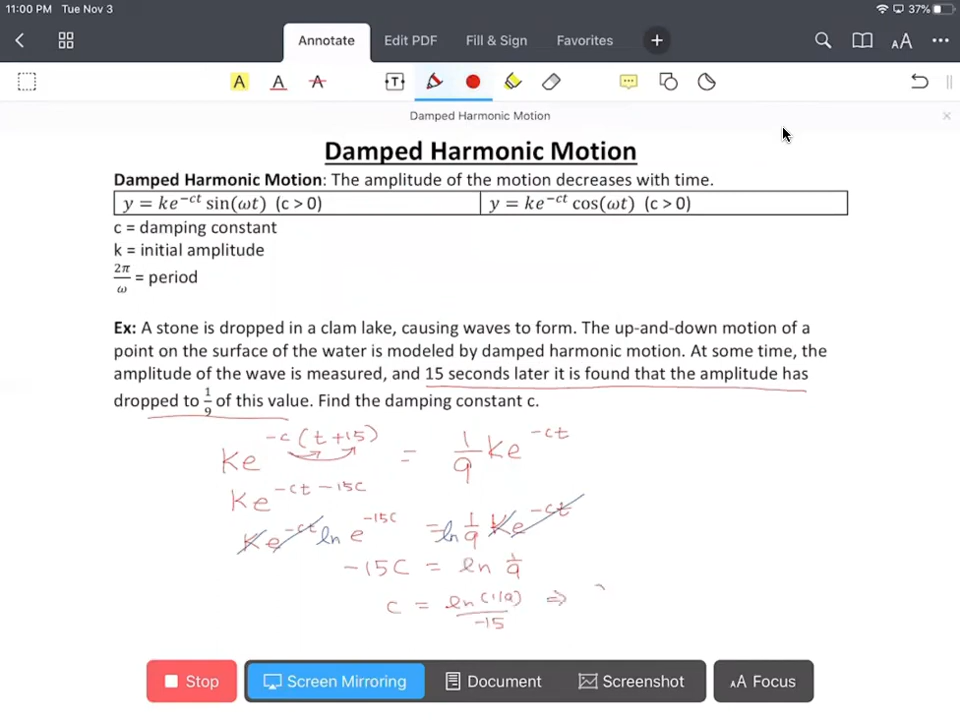 11:00 PM Tue Nov 3
37%
Annotate Edit PDF Fill & Sign Favorites
AA
A A A T
Damped Harmonic Motion
Damped Harmonic Motion
Damped Harmonic Motion: The amplitude of the motion decreases with time.
y = ke^{-ct} sin(ωt) (c > 0) y = ke^{-ct} cos(ωt) (c > 0)
c = damping constant
k = initial amplitude
2π/ω = period
Ex: A stone is dropped in a clam lake, causing waves to form. The up-and-down motion of a
point on the surface of the water is modeled by damped harmonic motion. At some time, the
amplitude of the wave is measured, and 15 seconds later it is found that the amplitude has
dropped to 1/9 of this value. Find the damping constant c.
Ke^{-c(t+15)} = 1/9 Ke^{-ct}
Ke^{-ct-15c}
Ke^{-ct} ln e^{-15c} = ln 1/9 Ke^{-ct}
-15c = ln 1/9
c = ln(1/9)/-15 ⇒
Stop Screen Mirroring Document Screenshot AA Focus